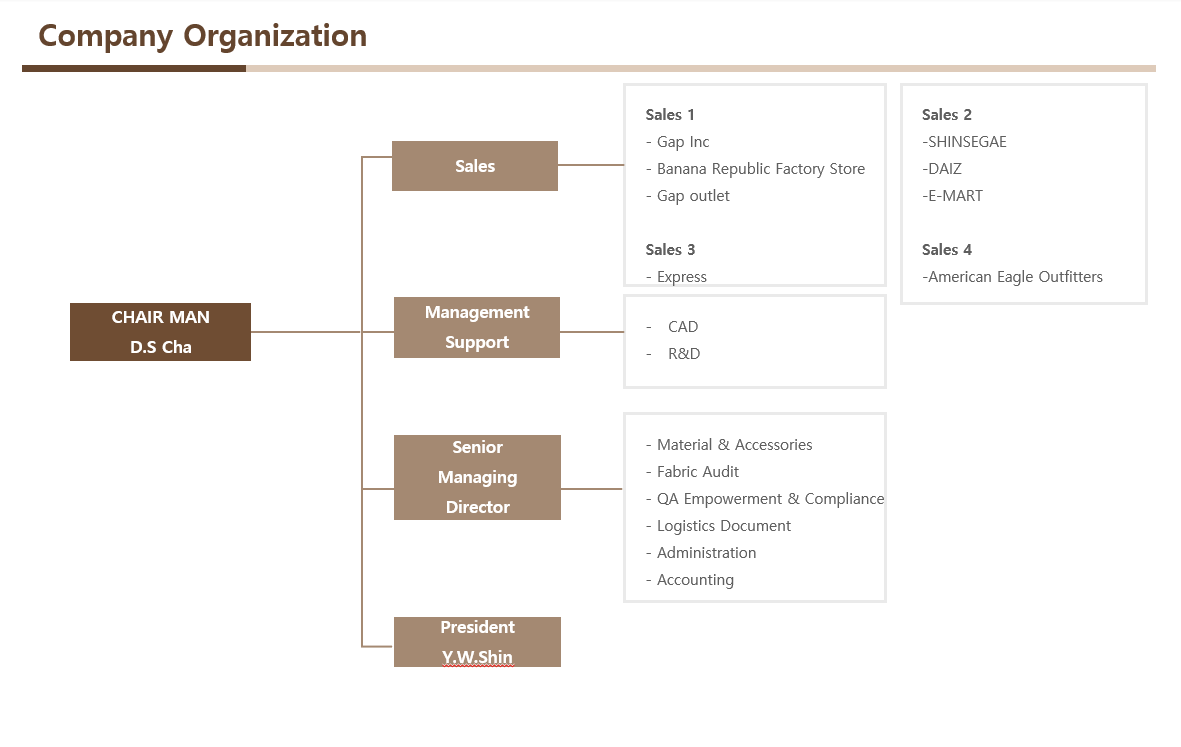 Company Organization
Sales 1
- Gap Inc
- Banana Republic Factory Store
- Gap outlet
Sales 3
- Express
Sales 2
-SHINSEGAE
-DAIZ
-E-MART
Sales 4
-American Eagle Outfitters
Sales
CHAIR MAN
D.S Cha
Management
Support
- CAD
- R&D
Senior
Managing
Director
- Material & Accessories
- Fabric Audit
- QA Empowerment & Compliance
- Logistics Document
- Administration
- Accounting
President
Y.W.Shin